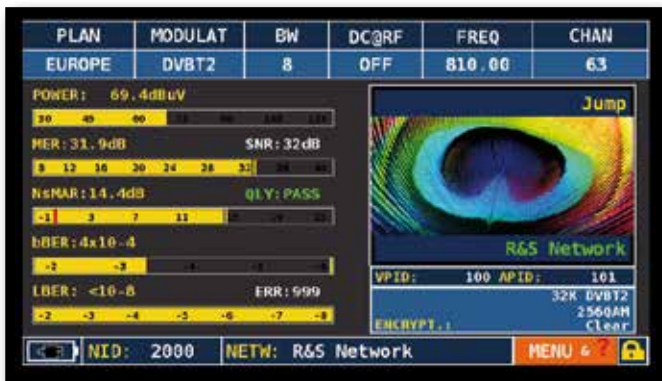 PLAN MODULAT BW DC@RF FREQ CHAN
EUROPE DVBT2 8 OFF 810.00 63
POWER: 69.4dBuV
30 45 60
MER:31.9dB SNR:32dB
8 12 16 20 24 28 32
NsMAR:14.4dB QLY:PASS
-1 3 7 11
bBER:4x10-4
-2 -3 -4
LBER: <10-8 ERR:999
-2 -3 -4 -5 -6 -7 -8
Jump
R&S Network
VPID: 100 APID: 101
32K DVBT2
256QAM
ENCRYPT.: Clear
NID: 2000 NETW: R&S Network MENU & ?